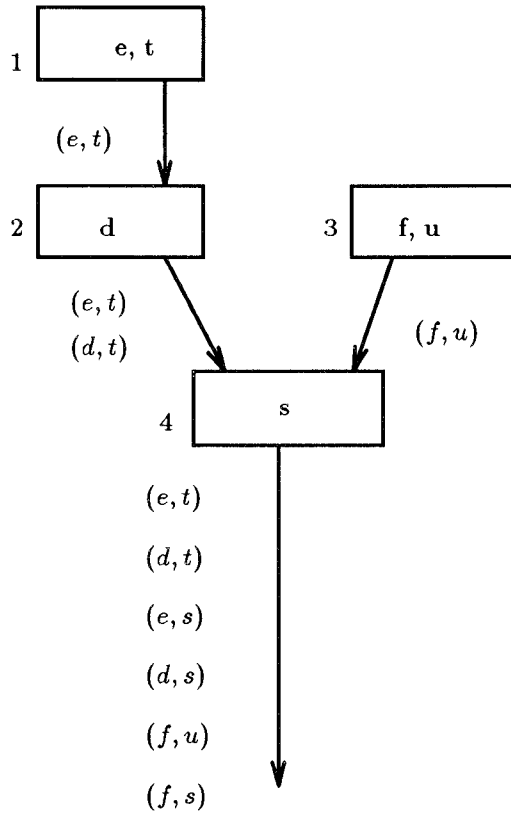 1
e, t
(e, t)
2
d
3
f, u
(e, t)
(d, t)
(f, u)
4
s
(e, t)
(d, t)
(e, s)
(d, s)
(f, u)
(f, s)